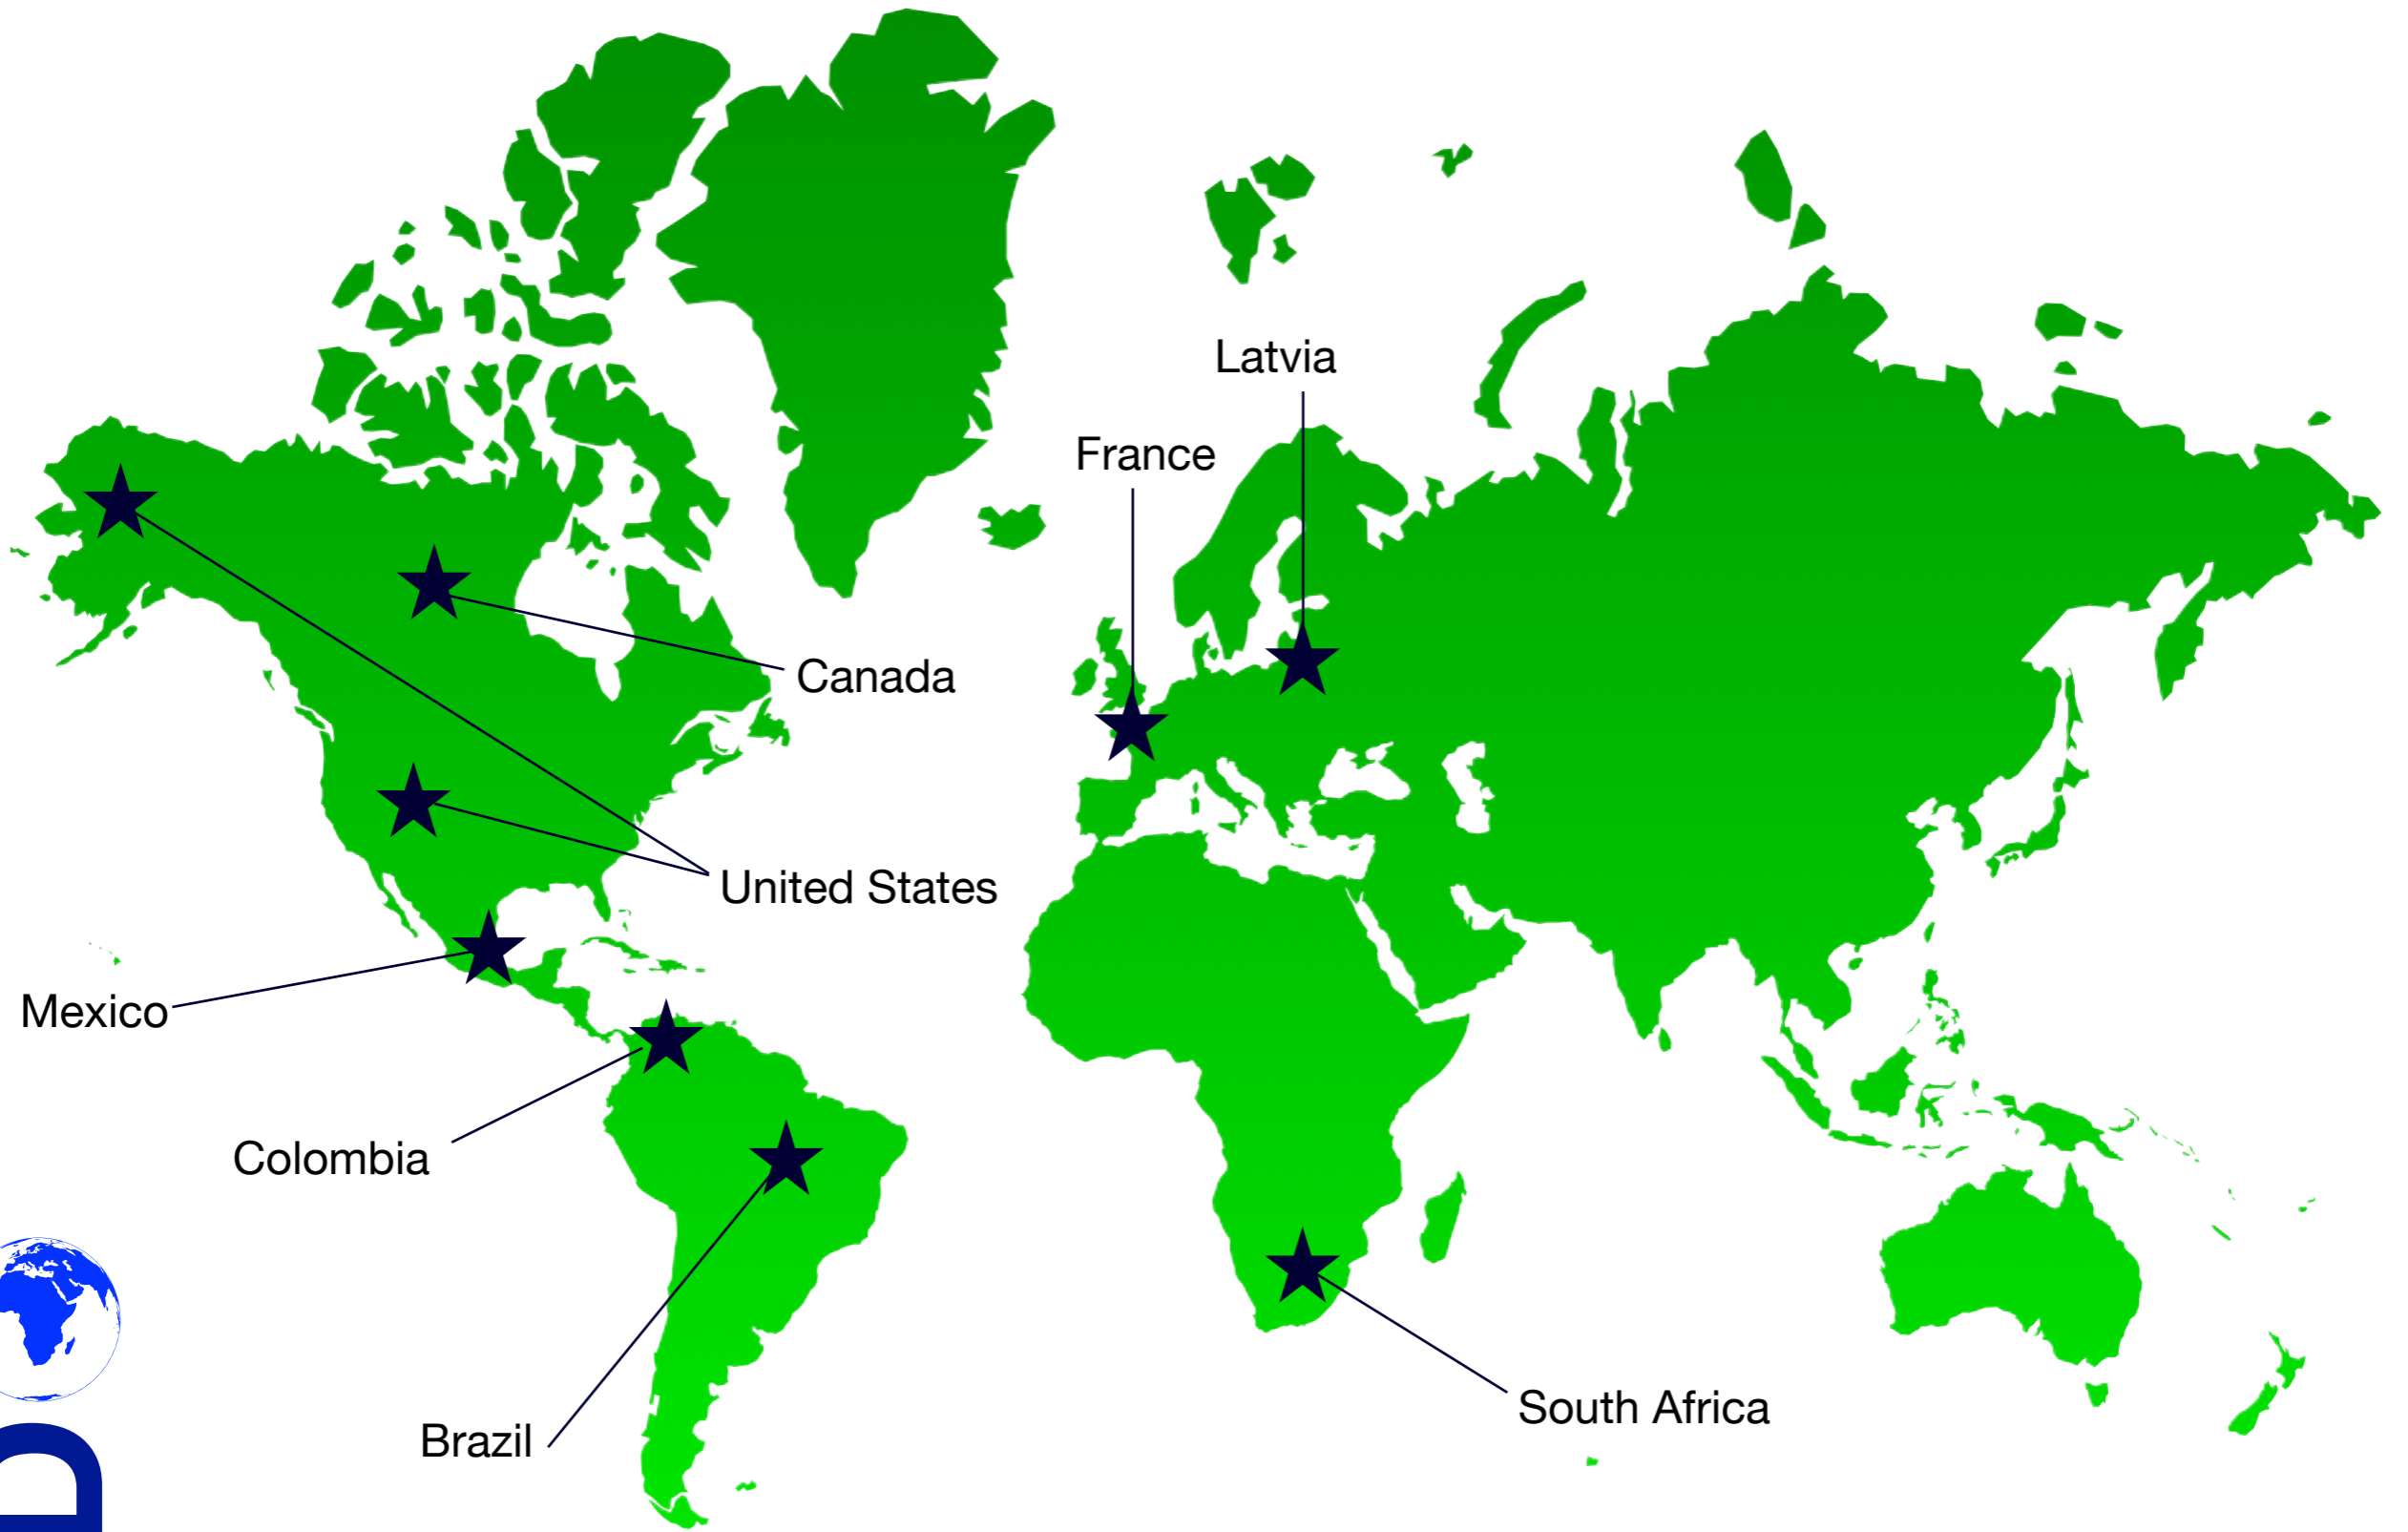 Latvia
France
Canada
United States
Mexico
Colombia
Brazil
South Africa
D